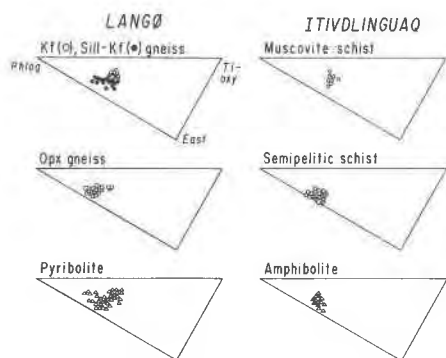 LANGØ
ITIVDLINGUAQ
Kf(○), Sill-Kf(●) gneiss
Muscovite schist
Phlog
Ti-
oxy
East
Opx gneiss
Semipelitic schist
Pyribolite
Amphibolite